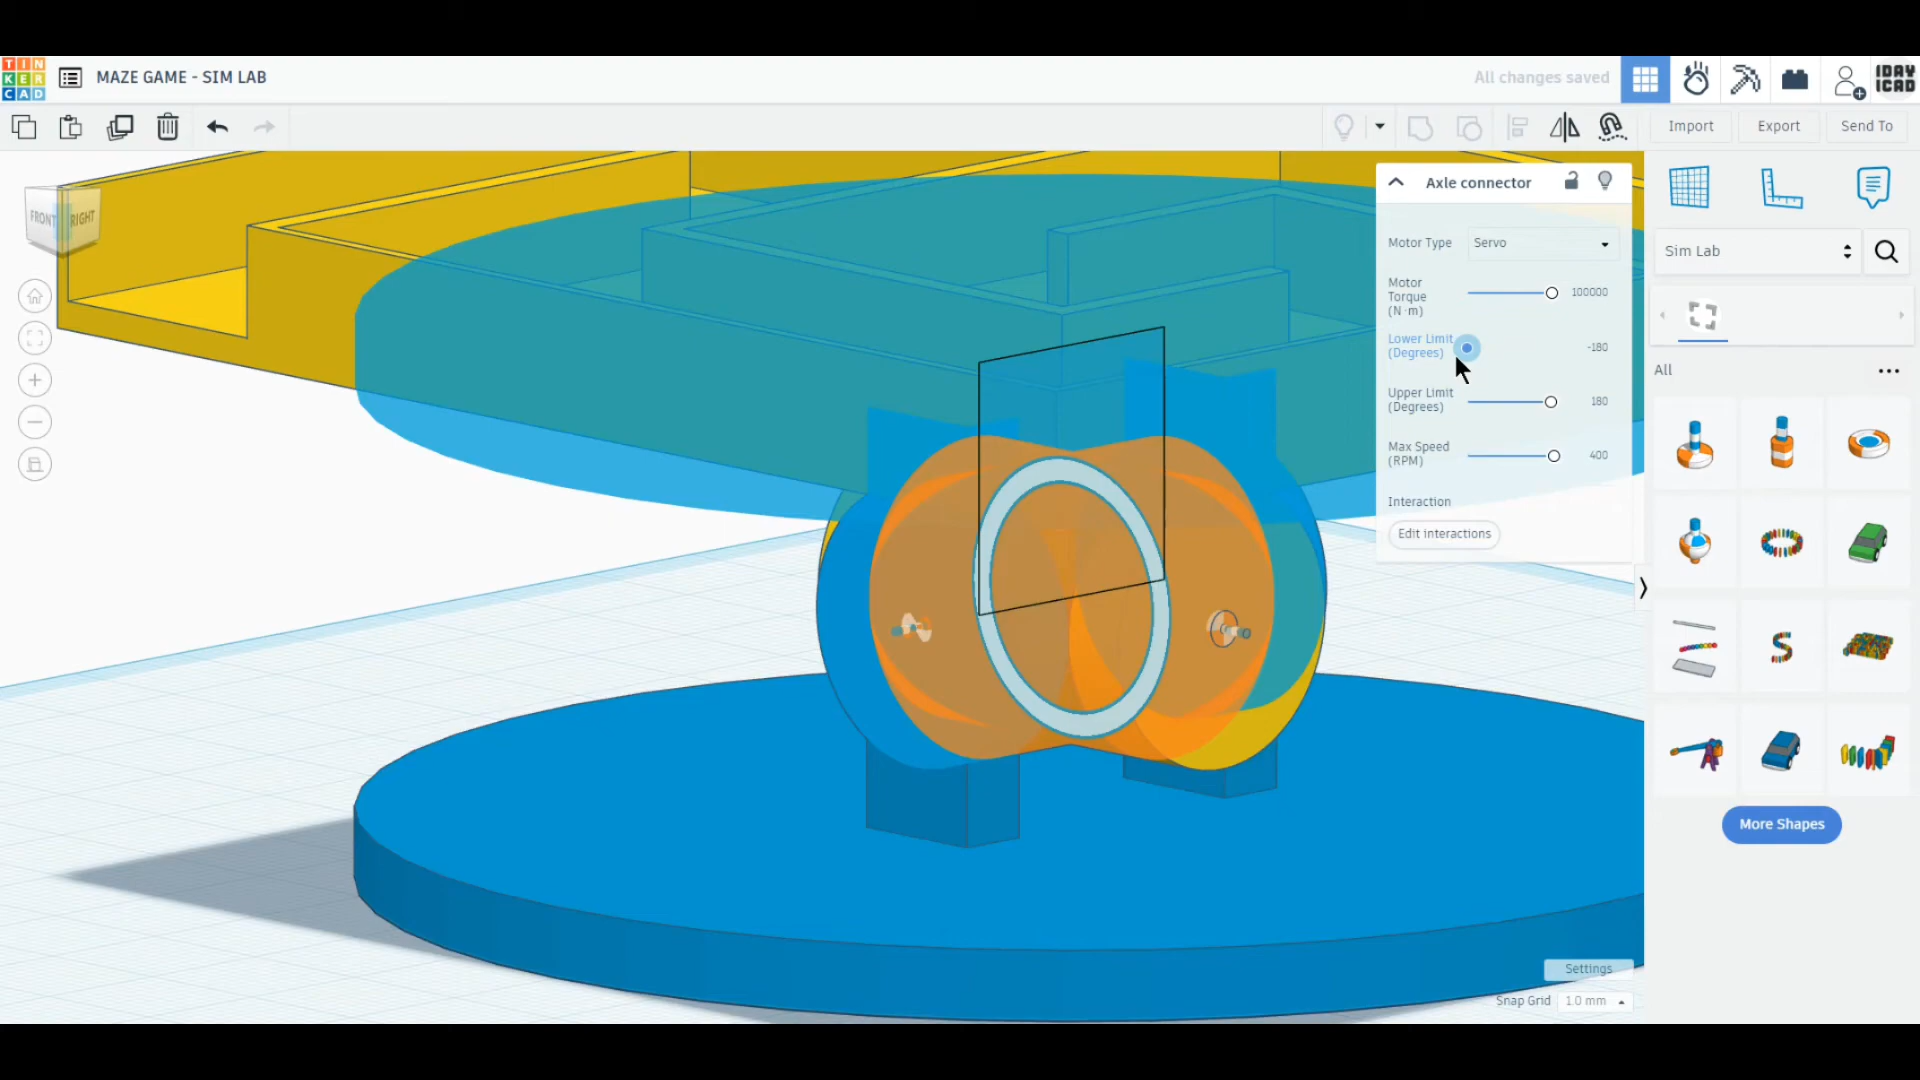 TIN
KER
CAD
MAZE GAME - SIM LAB
All changes saved
1DAY
1CAD
Import
Export
Send To
FRONT
RIGHT
Axle connector
Motor Type
Servo
Motor
Torque
(N·m)
100000
Lower Limit
(Degrees)
-180
Upper Limit
(Degrees)
180
Max Speed
(RPM)
400
Interaction
Edit interactions
Sim Lab
All
More Shapes
Settings
Snap Grid
1.0 mm